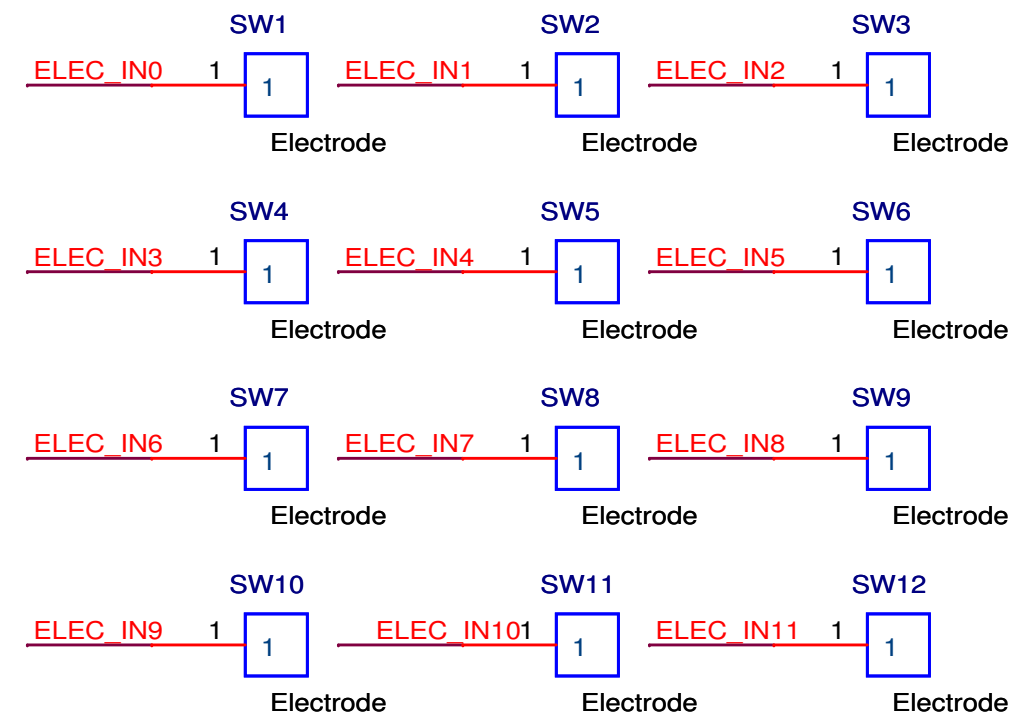 SW1 SW2 SW3
ELEC_IN0 1 1 ELEC_IN1 1 1 ELEC_IN2 1 1
Electrode Electrode Electrode
SW4 SW5 SW6
ELEC_IN3 1 1 ELEC_IN4 1 1 ELEC_IN5 1 1
Electrode Electrode Electrode
SW7 SW8 SW9
ELEC_IN6 1 1 ELEC_IN7 1 1 ELEC_IN8 1 1
Electrode Electrode Electrode
SW10 SW11 SW12
ELEC_IN9 1 1 ELEC_IN10 1 1 ELEC_IN11 1 1
Electrode Electrode Electrode